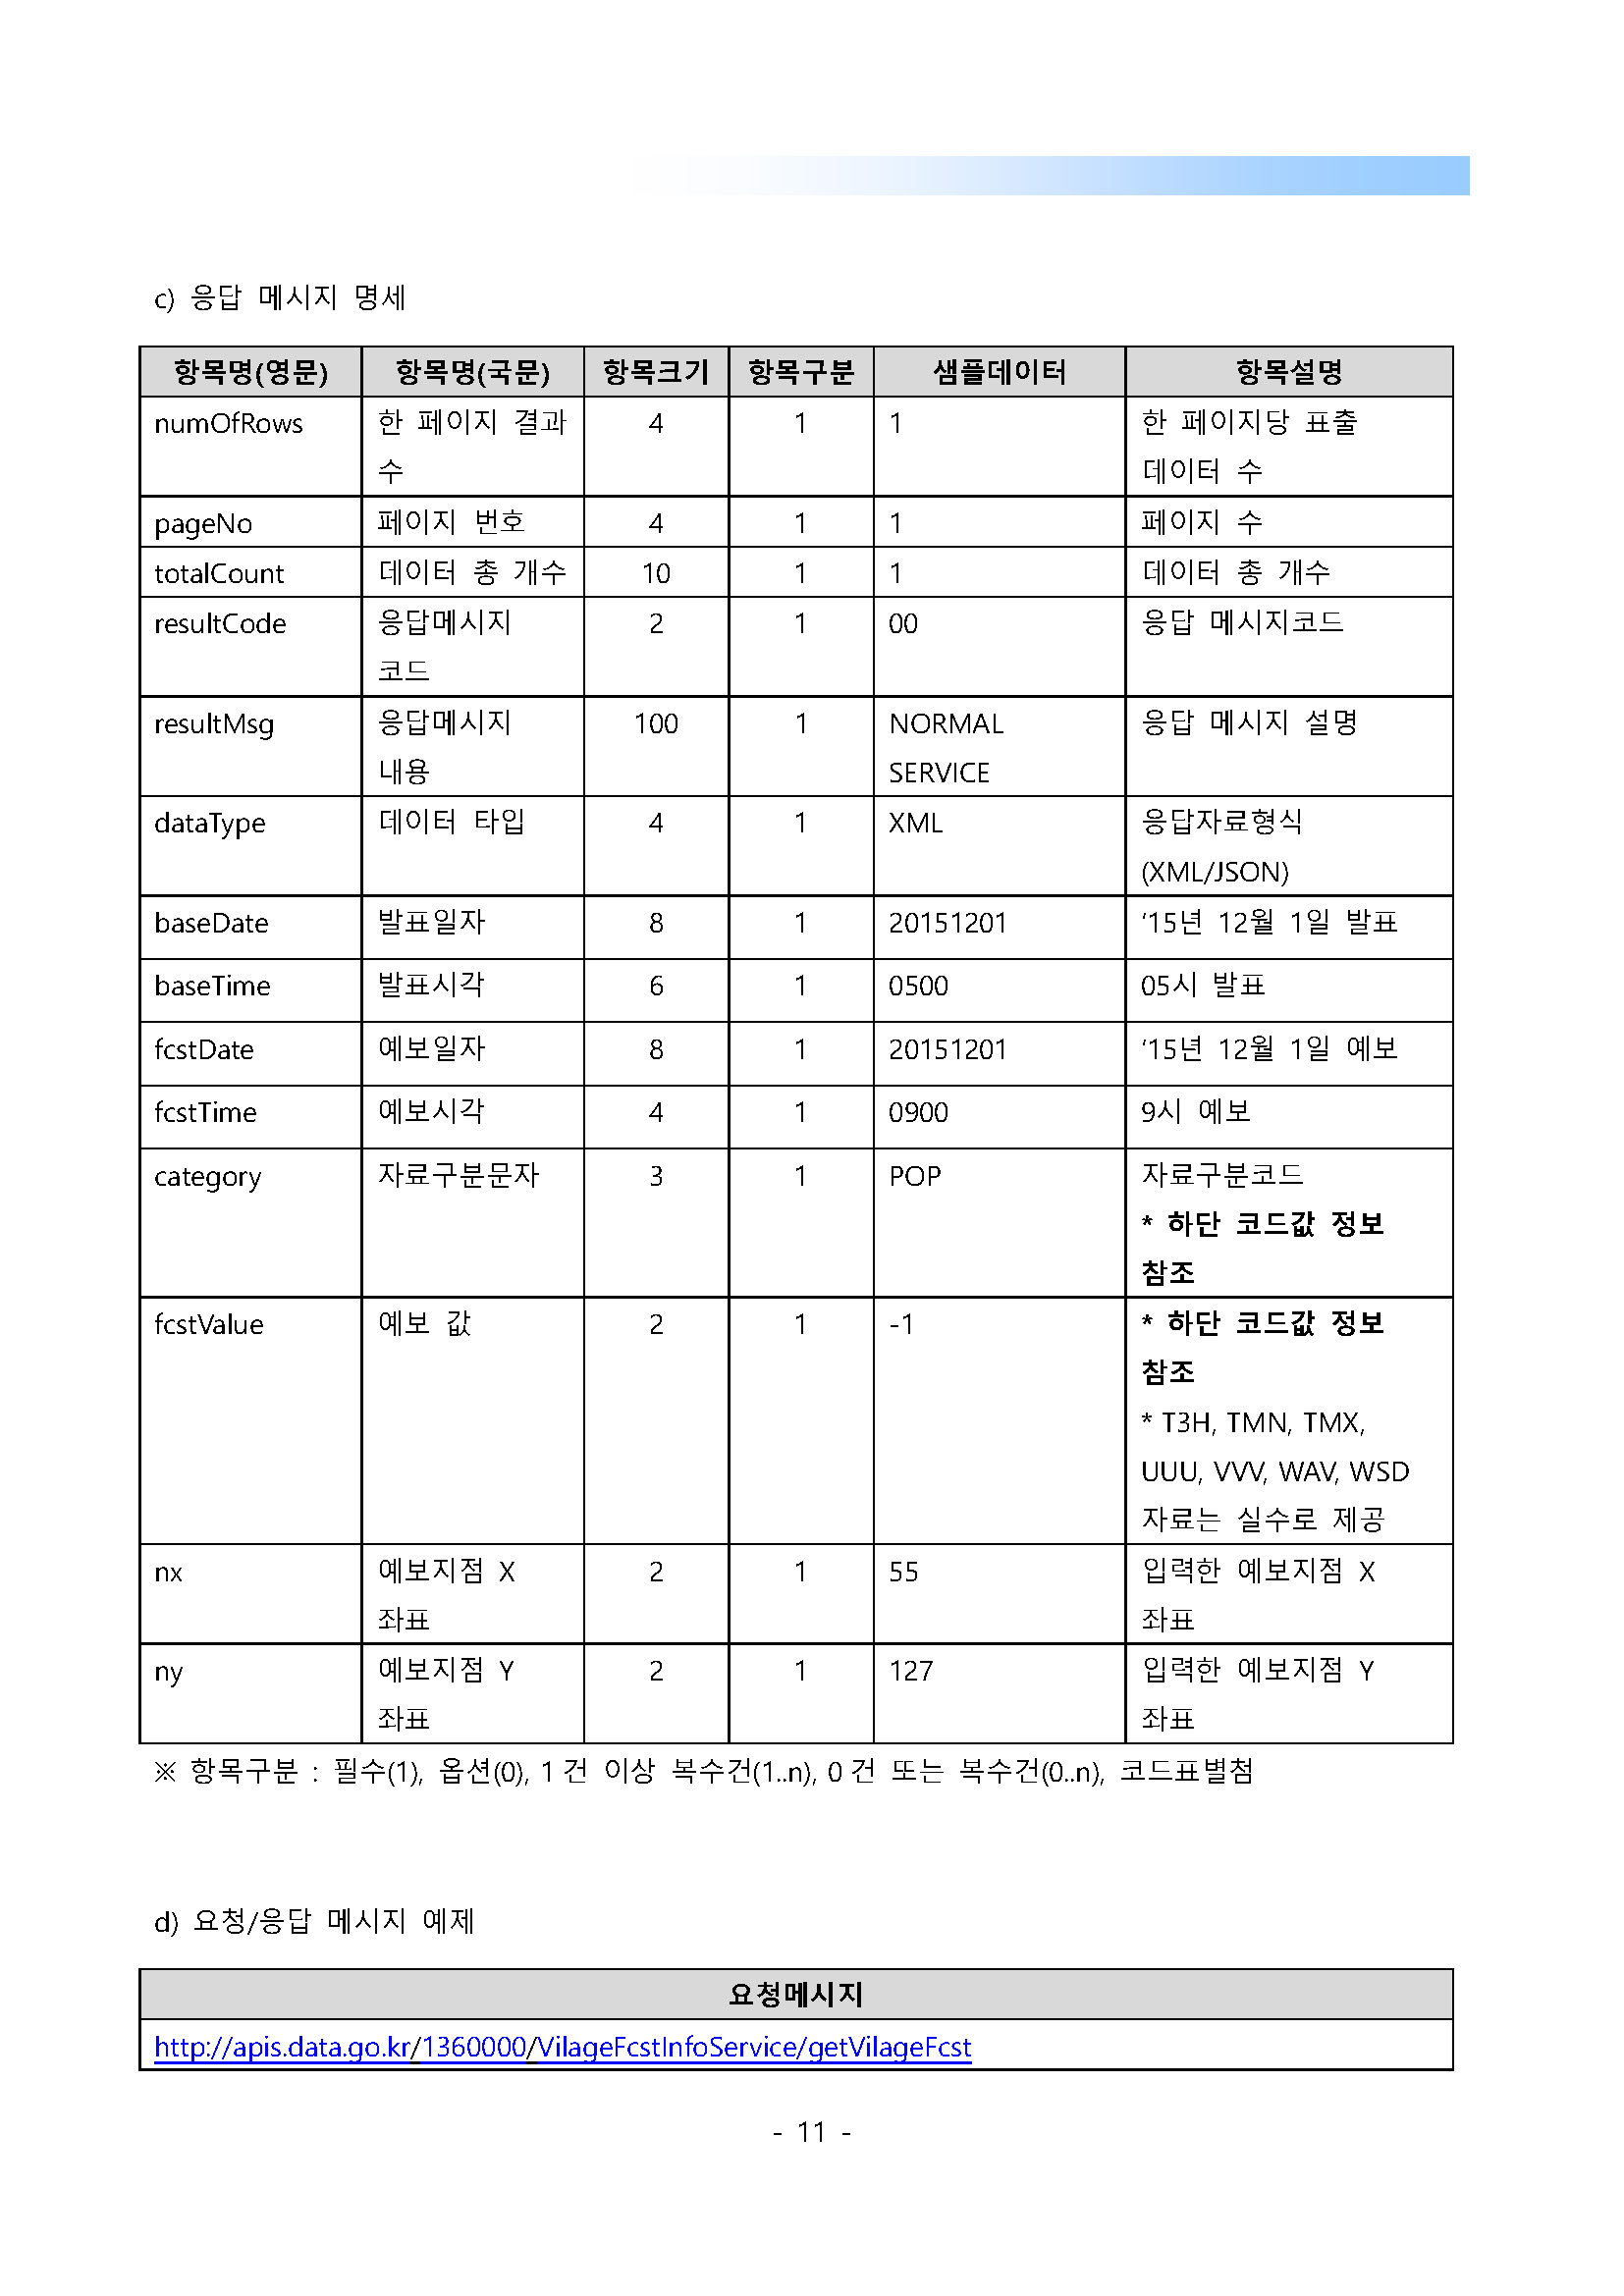 c) 응답 메시지 명세
항목명(영문) 항목명(국문) 항목크기 항목구분 샘플데이터 항목설명
numOfRows 한 페이지 결과 4 1 1 한 페이지당 표출
수 데이터 수
pageNo 페이지 번호 4 1 1 페이지 수
totalCount 데이터 총 개수 10 1 1 데이터 총 개수
resultCode 응답메시지 2 1 00 응답 메시지코드
코드
resultMsg 응답메시지 100 1 NORMAL 응답 메시지 설명
내용 SERVICE
dataType 데이터 타입 4 1 XML 응답자료형식
(XML/JSON)
baseDate 발표일자 8 1 20151201 ‘15년 12월 1일 발표
baseTime 발표시각 6 1 0500 05시 발표
fcstDate 예보일자 8 1 20151201 ‘15년 12월 1일 예보
fcstTime 예보시각 4 1 0900 9시 예보
category 자료구분문자 3 1 POP 자료구분코드
* 하단 코드값 정보
참조
fcstValue 예보 값 2 1 -1 * 하단 코드값 정보
참조
* T3H, TMN, TMX,
UUU, VVV, WAV, WSD
자료는 실수로 제공
nx 예보지점 X 2 1 55 입력한 예보지점 X
좌표 좌표
ny 예보지점 Y 2 1 127 입력한 예보지점 Y
좌표 좌표
※ 항목구분 : 필수(1), 옵션(0), 1 건 이상 복수건(1..n), 0 건 또는 복수건(0..n), 코드표별첨
d) 요청/응답 메시지 예제
요청메시지
http://apis.data.go.kr/1360000/VilageFcstInfoService/getVilageFcst
- 11 -